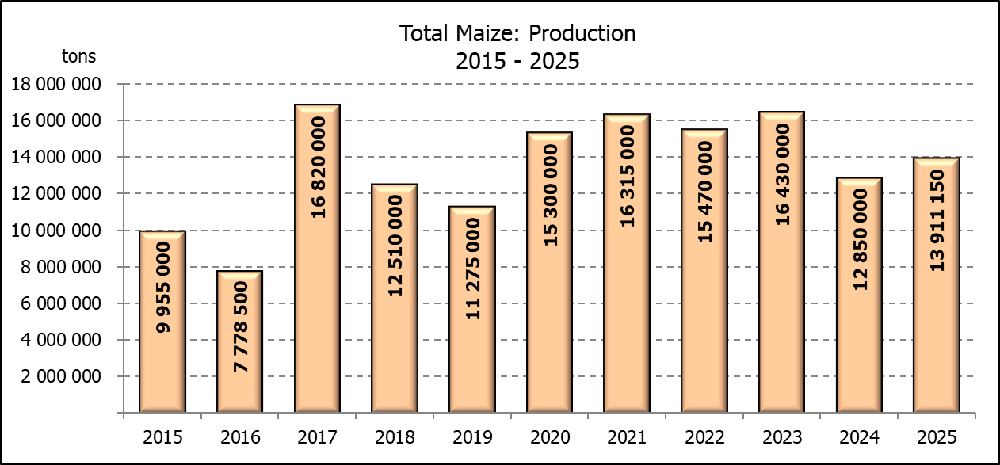 Total Maize: Production
2015 - 2025
tons
18 000 000
16 000 000
14 000 000
12 000 000
10 000 000
8 000 000
6 000 000
4 000 000
2 000 000
9 955 000
7 778 500
16 820 000
12 510 000
11 275 000
15 300 000
16 315 000
15 470 000
16 430 000
12 850 000
13 911 150
2015 2016 2017 2018 2019 2020 2021 2022 2023 2024 2025